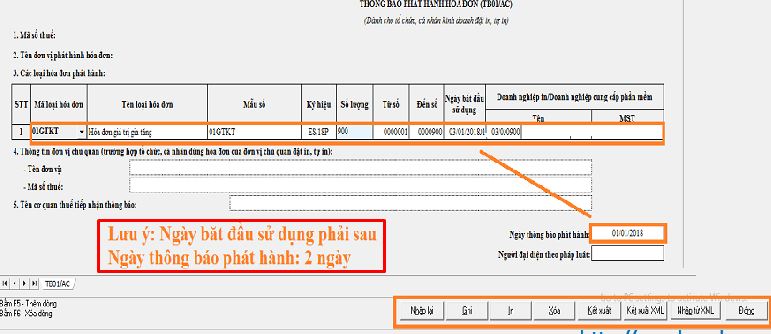 THÔNG BÁO PHÁT HÀNH HÓA ĐƠN (TB01/AC)
(Dành cho tổ chức, cá nhân kinh doanh đặt in, tự in)
1. Mã số thuế:
2. Tên đơn vị phát hành hóa đơn:
3. Các loại hóa đơn phát hành:
STT Mã loại hóa đơn Tên loại hóa đơn Mẫu số Ký hiệu Số lượng Từ số Đến số Ngày bắt đầu sử dụng Doanh nghiệp in/Doanh nghiệp cung cấp phần mềm
Tên MST
1 01GTKT Hóa đơn giá trị gia tăng 01GTKT 900 0000001 0000900
4. Thông tin đơn vị chủ quản (trường hợp tổ chức, cá nhân dùng hóa đơn của đơn vị chủ quản đặt in, tự in):
- Tên đơn vị:
- Mã số thuế:
5. Tên cơ quan thuế tiếp nhận thông báo:
Lưu ý: Ngày bắt đầu sử dụng phải sau
Ngày thông báo phát hành: 2 ngày
Ngày thông báo phát hành: 01/01/2018
Người đại diện theo pháp luật:
TB01/AC
Bấm F5 - Thêm dòng
Bấm F6 - Xóa dòng
Nhập lại Ghi In Xóa Kết xuất Kết xuất XML Nhập từ XML Đóng